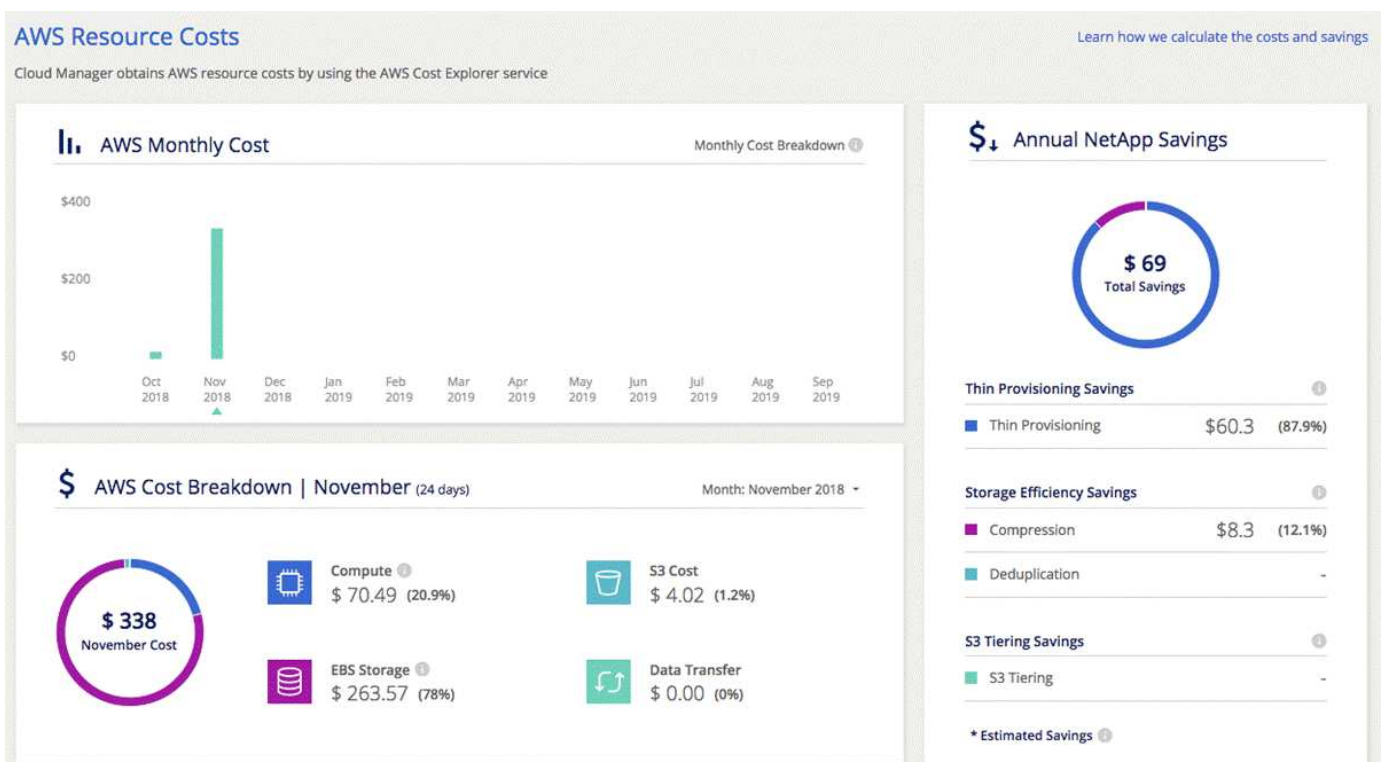 AWS Resource Costs
Learn how we calculate the costs and savings
Cloud Manager obtains AWS resource costs by using the AWS Cost Explorer service
AWS Monthly Cost
Monthly Cost Breakdown
$400
$200
$0
Oct Nov Dec Jan Feb Mar Apr May Jun Jul Aug Sep
2018 2018 2018 2019 2019 2019 2019 2019 2019 2019 2019 2019
AWS Cost Breakdown | November (24 days)
Month: November 2018
$ 338
November Cost
Compute
$ 70.49 (20.9%)
S3 Cost
$ 4.02 (1.2%)
EBS Storage
$ 263.57 (78%)
Data Transfer
$ 0.00 (0%)
Annual NetApp Savings
$ 69
Total Savings
Thin Provisioning Savings
Thin Provisioning $60.3 (87.9%)
Storage Efficiency Savings
Compression $8.3 (12.1%)
Deduplication -
S3 Tiering Savings
S3 Tiering -
* Estimated Savings